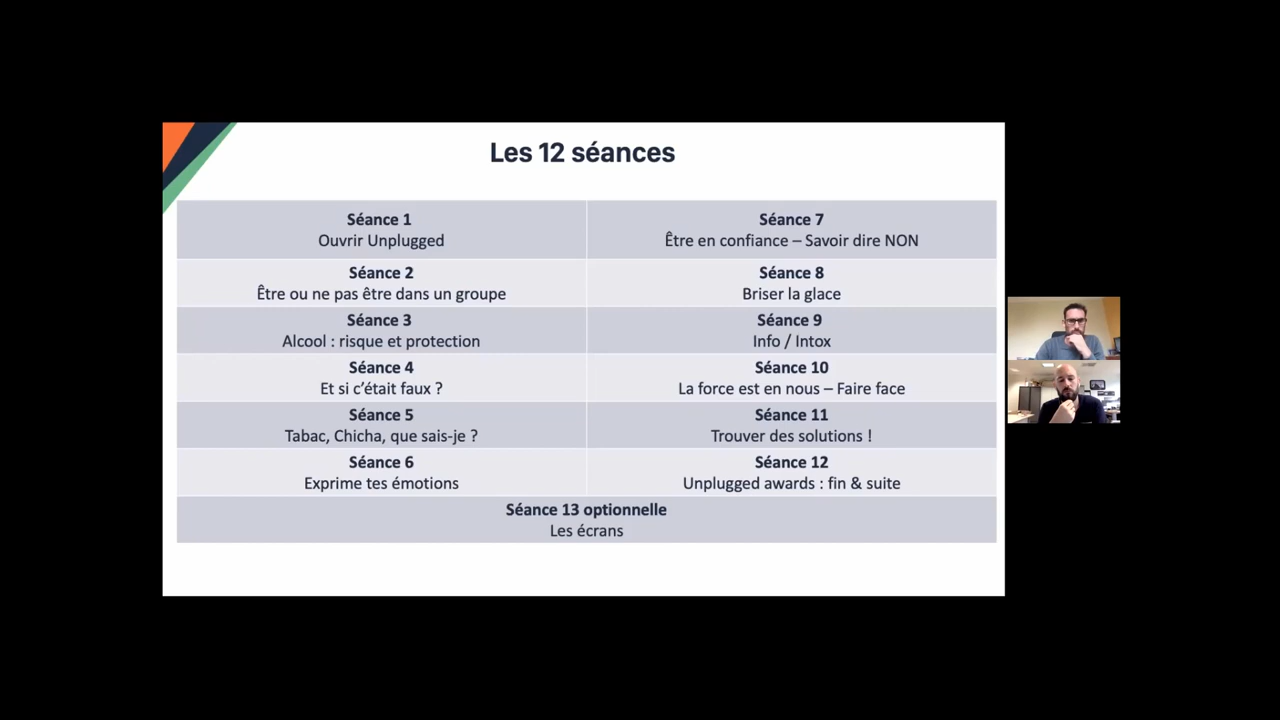 Les 12 séances
Séance 1
Ouvrir Unplugged
Séance 7
Être en confiance – Savoir dire NON
Séance 2
Être ou ne pas être dans un groupe
Séance 8
Briser la glace
Séance 3
Alcool : risque et protection
Séance 9
Info / Intox
Séance 4
Et si c’était faux ?
Séance 10
La force est en nous – Faire face
Séance 5
Tabac, Chicha, que sais-je ?
Séance 11
Trouver des solutions !
Séance 6
Exprime tes émotions
Séance 12
Unplugged awards : fin & suite
Séance 13 optionnelle
Les écrans